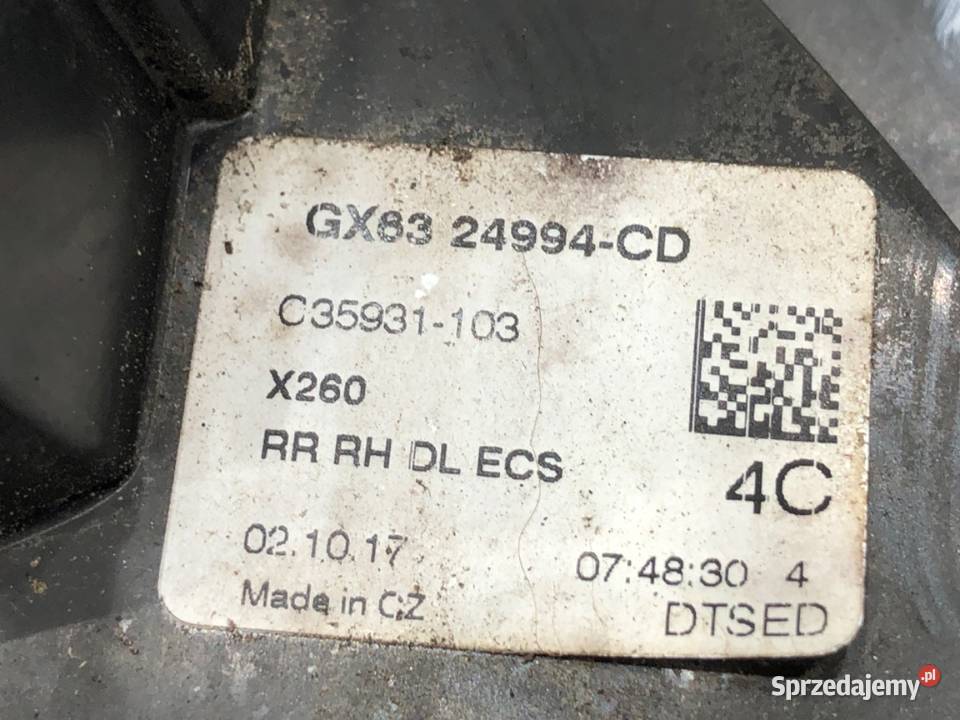 GX63 24994-CD
C35931-103
X260
RR RH DL ECS
4C
02.10.17
07:48:30 4
Made in CZ
DTSED
Sprzedajemy.pl